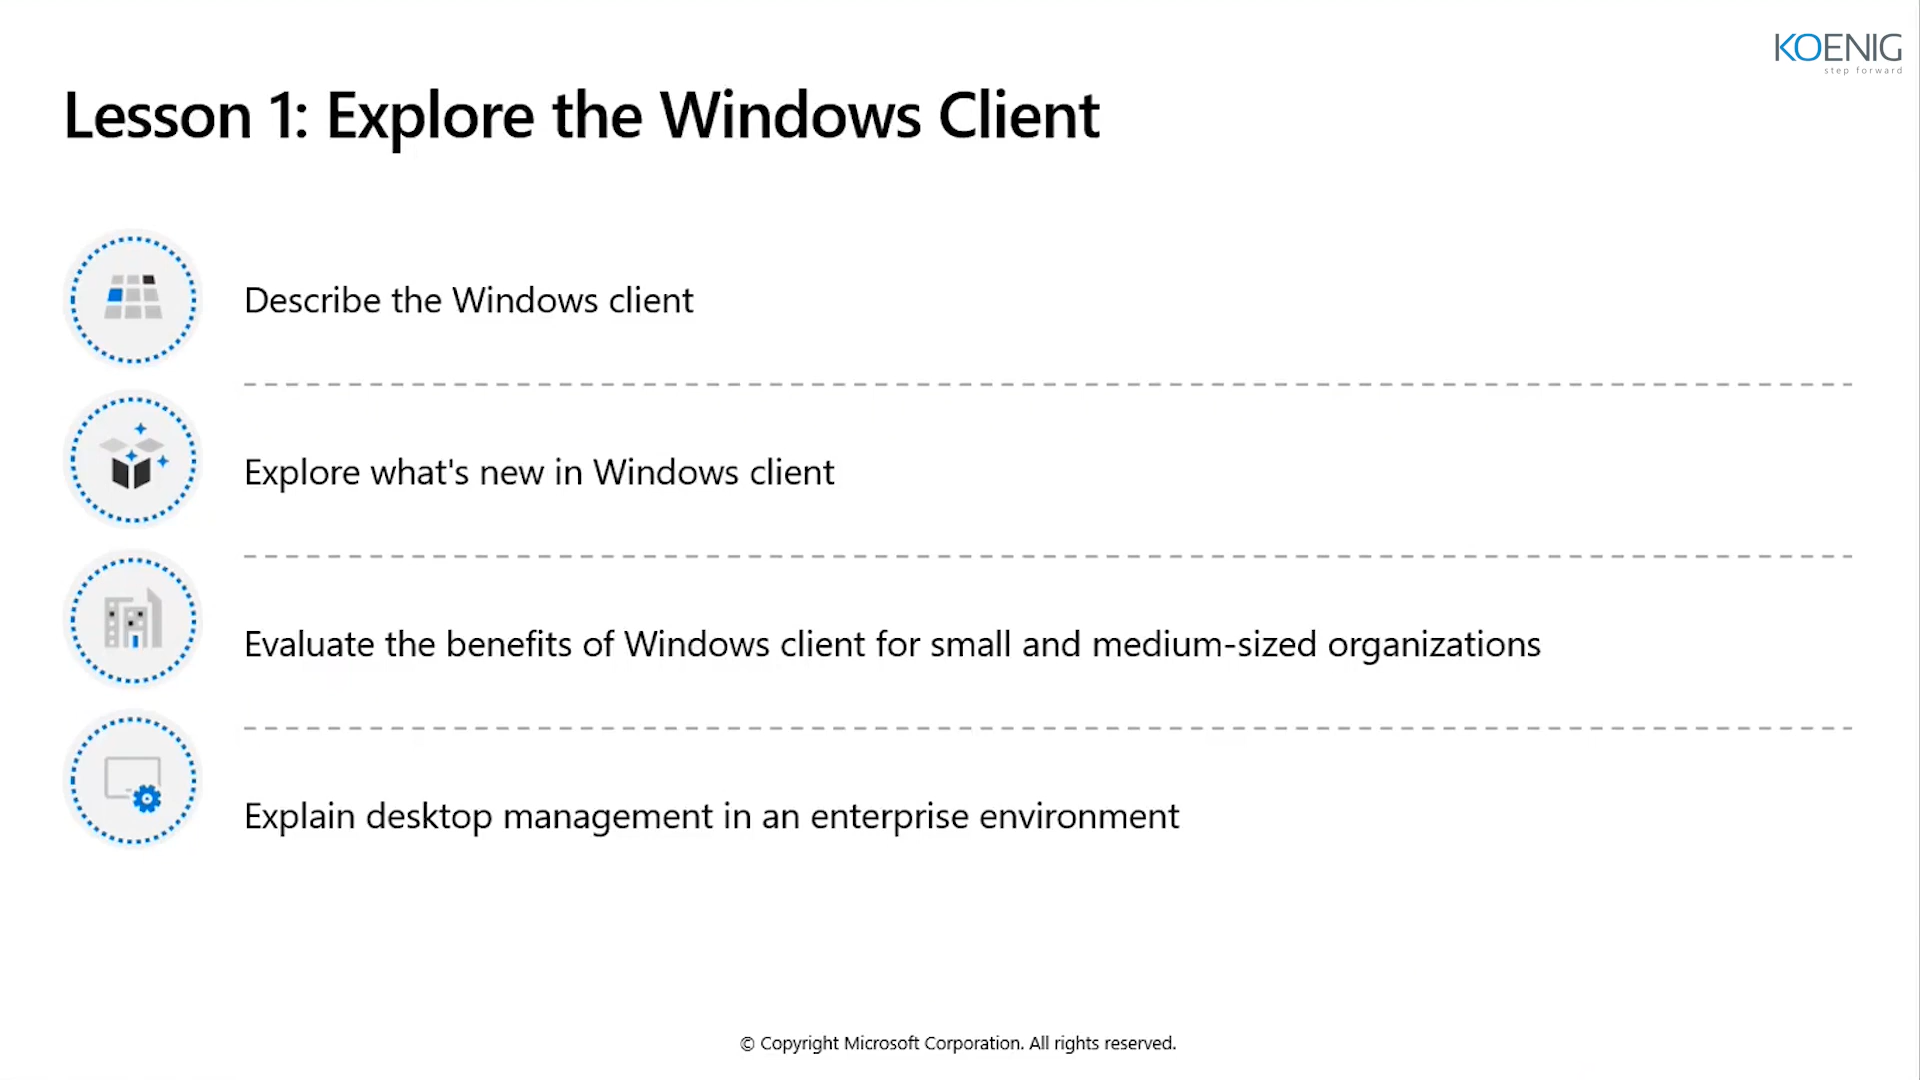 KOENIG
step forward
Lesson 1: Explore the Windows Client
Describe the Windows client
Explore what's new in Windows client
Evaluate the benefits of Windows client for small and medium-sized organizations
Explain desktop management in an enterprise environment
© Copyright Microsoft Corporation. All rights reserved.